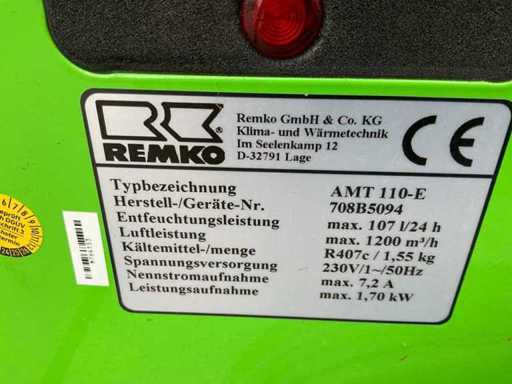 REMKO
Remko GmbH & Co. KG
Klima- und Wärmetechnik
Im Seelenkamp 12
D-32791 Lage
CE
Typbezeichnung AMT 110-E
Herstell-/Geräte-Nr. 708B5094
Entfeuchtungsleistung max. 107 l/24 h
Luftleistung max. 1200 m³/h
Kältemittel-/menge R407c / 1,55 kg
Spannungsversorgung 230V/1~/50Hz
Nennstromaufnahme max. 7,2 A
Leistungsaufnahme max. 1,70 kW